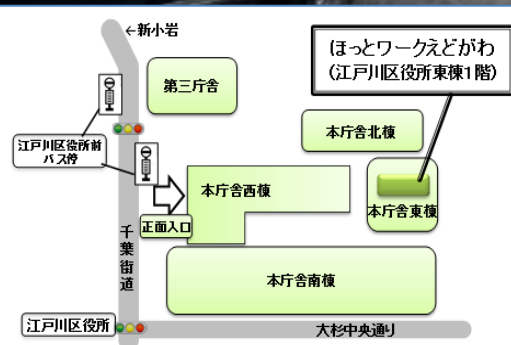 ←新小岩
ほっとワークえどがわ
(江戸川区役所東棟1階)
第三庁舎
本庁舎北棟
江戸川区役所前
バス停
本庁舎西棟
本庁舎東棟
正面入口
千葉街道
本庁舎南棟
江戸川区役所
大杉中央通り